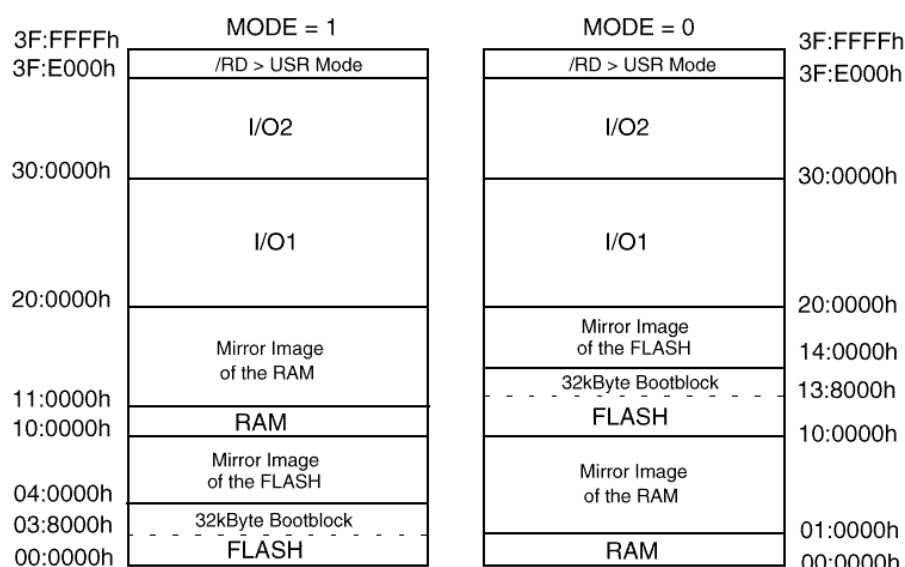 MODE = 1
3F:FFFFh
3F:E000h
/RD > USR Mode
I/O2
30:0000h
I/O1
20:0000h
Mirror Image
of the RAM
11:0000h
RAM
10:0000h
Mirror Image
of the FLASH
04:0000h
32kByte Bootblock
03:8000h
FLASH
00:0000h
MODE = 0
3F:FFFFh
/RD > USR Mode
3F:E000h
I/O2
30:0000h
I/O1
20:0000h
Mirror Image
of the FLASH
14:0000h
32kByte Bootblock
13:8000h
FLASH
10:0000h
Mirror Image
of the RAM
01:0000h
RAM
00:0000h